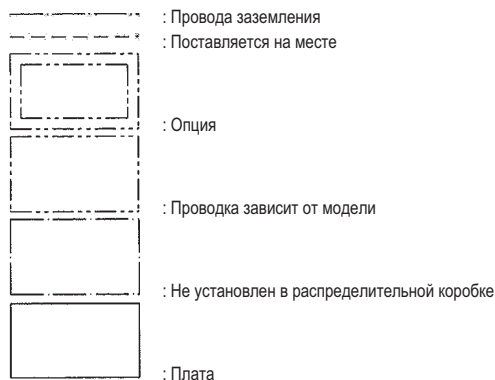 : Провода заземления
: Поставляется на месте
: Опция
: Проводка зависит от модели
: Не установлен в распределительной коробке
: Плата